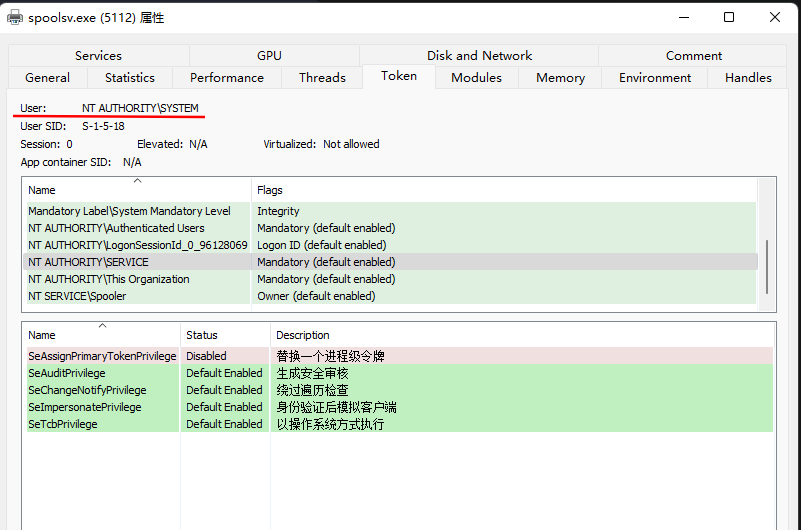 spoolsv.exe (5112) 属性
Services GPU Disk and Network Comment
General Statistics Performance Threads Token Modules Memory Environment Handles
User: NT AUTHORITY\SYSTEM
User SID: S-1-5-18
Session: 0 Elevated: N/A Virtualized: Not allowed
App container SID: N/A
Name Flags
Mandatory Label\System Mandatory Level Integrity
NT AUTHORITY\Authenticated Users Mandatory (default enabled)
NT AUTHORITY\LogonSessionId_0_96128069 Logon ID (default enabled)
NT AUTHORITY\SERVICE Mandatory (default enabled)
NT AUTHORITY\This Organization Mandatory (default enabled)
NT SERVICE\Spooler Owner (default enabled)
Name Status Description
SeAssignPrimaryTokenPrivilege Disabled 替换一个进程级令牌
SeAuditPrivilege Default Enabled 生成安全审核
SeChangeNotifyPrivilege Default Enabled 绕过遍历检查
SeImpersonatePrivilege Default Enabled 身份验证后模拟客户端
SeTcbPrivilege Default Enabled 以操作系统方式执行